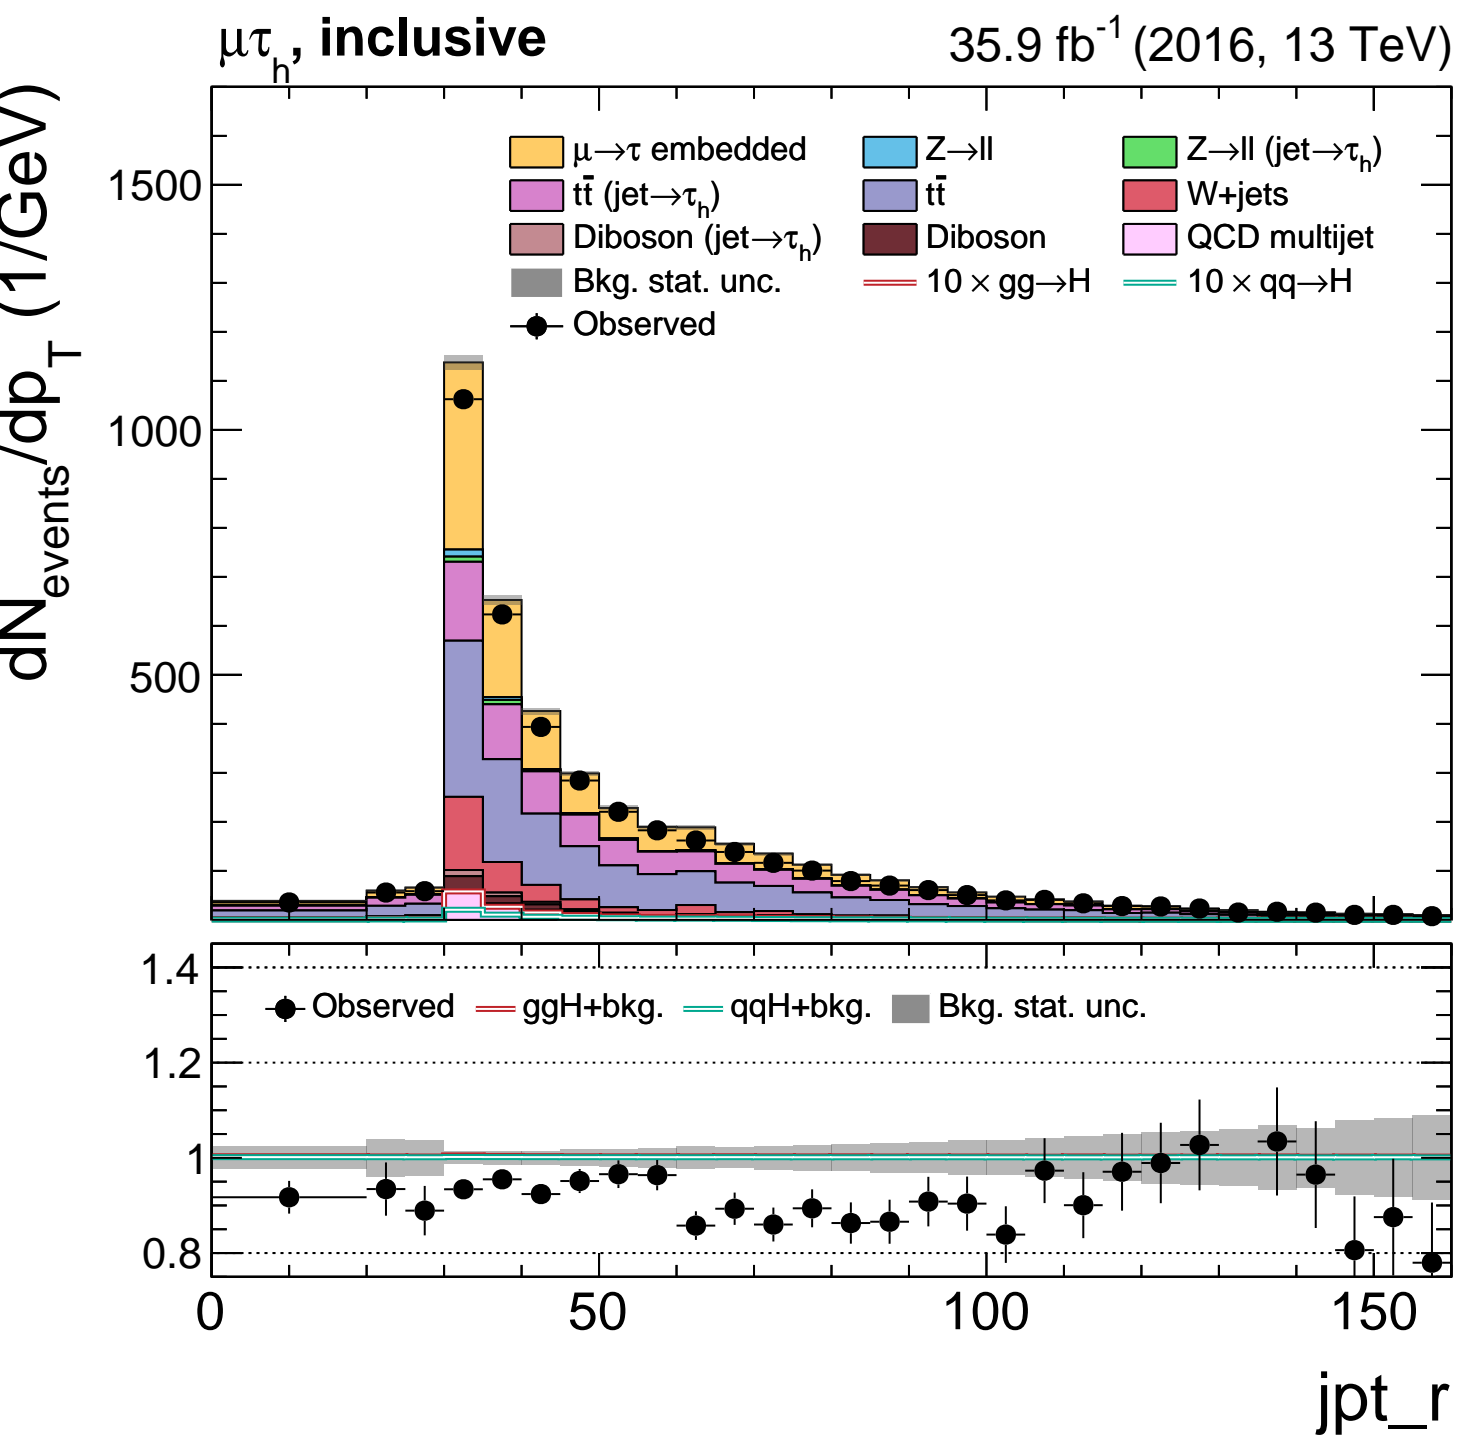 μτh, inclusive 35.9 fb-1 (2016, 13 TeV)
dNevents/dpT (1/GeV)
μ→τ embedded Z→ll Z→ll (jet→τh)
tt̄ (jet→τh) tt̄ W+jets
Diboson (jet→τh) Diboson QCD multijet
Bkg. stat. unc. 10 × gg→H 10 × qq→H
Observed
1500
1000
500
1.4
Observed ggH+bkg. qqH+bkg. Bkg. stat. unc.
1.2
1
0.8
0 50 100 150
jpt_r